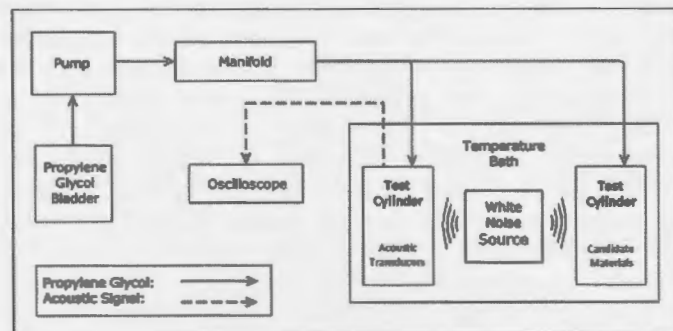 Pump
Manifold
Temperature
Bath
Propylene
Glycol
Bladder
Oscilloscope
Test
Cylinder
Acoustic
Transducers
White
Noise
Source
Test
Cylinder
Candidate
Materials
Propylene Glycol:
Acoustic Signal: